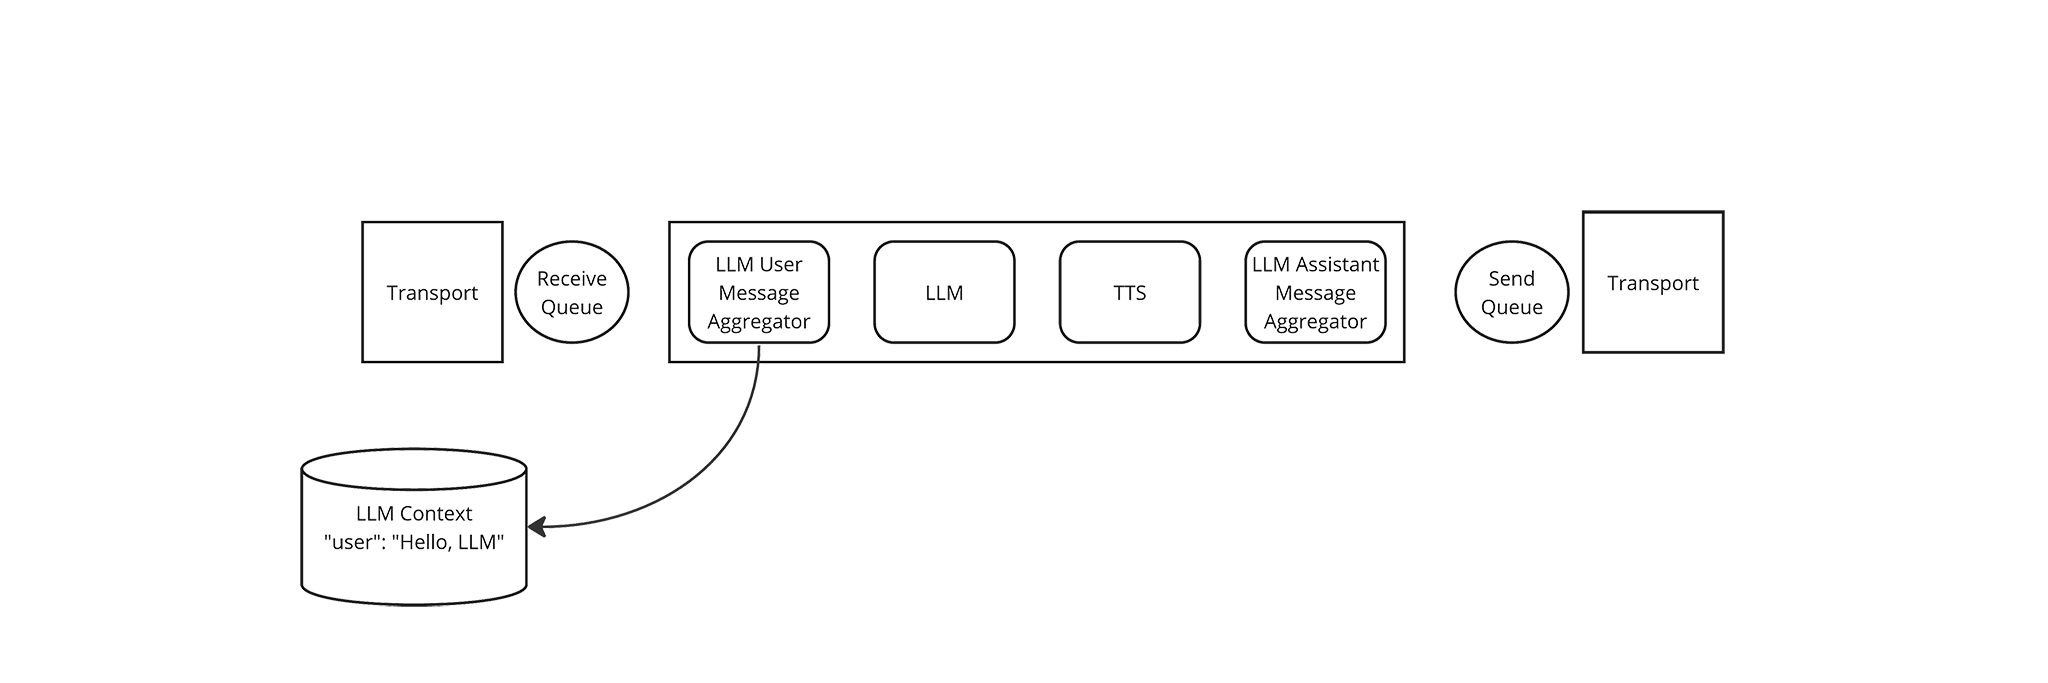 Transport
Receive
Queue
LLM User
Message
Aggregator
LLM
TTS
LLM Assistant
Message
Aggregator
Send
Queue
Transport
LLM Context
"user": "Hello, LLM"